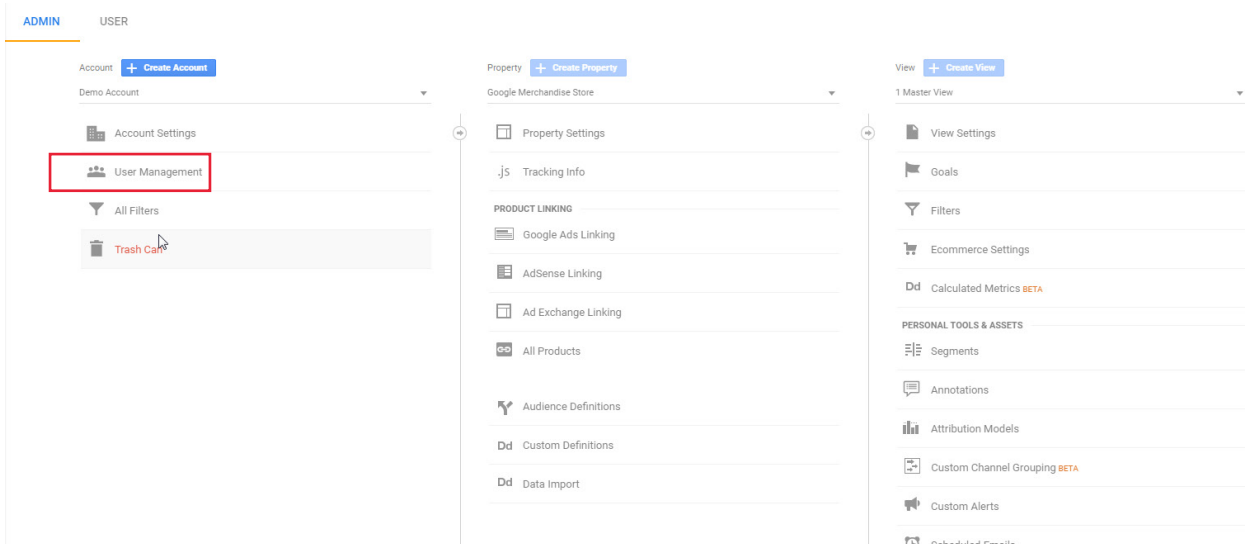 ADMIN USER
Account + Create Account
Demo Account
Account Settings
User Management
All Filters
Trash Can
Property + Create Property
Google Merchandise Store
Property Settings
.js Tracking Info
PRODUCT LINKING
Google Ads Linking
AdSense Linking
Ad Exchange Linking
All Products
Audience Definitions
Dd Custom Definitions
Dd Data Import
View + Create View
1 Master View
View Settings
Goals
Filters
Ecommerce Settings
Dd Calculated Metrics BETA
PERSONAL TOOLS & ASSETS
Segments
Annotations
Attribution Models
Custom Channel Grouping BETA
Custom Alerts
Scheduled Emails